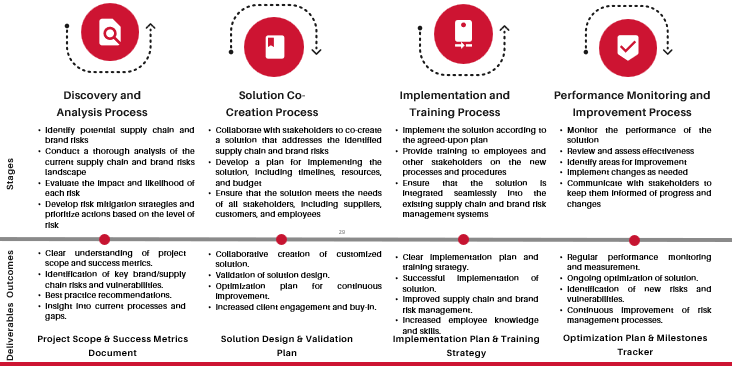 Discovery and
Analysis Process
• Identify potential supply chain and
brand risks
• Conduct a thorough analysis of the
current supply chain and brand risks
landscape
• Evaluate the impact and likelihood of
each risk
• Develop risk mitigation strategies and
prioritize actions based on the level of
risk
Solution Co-
Creation Process
• Collaborate with stakeholders to co-create
a solution that addresses the identified
supply chain and brand risks
• Develop a plan for implementing the
solution, including timelines, resources,
and budget
• Ensure that the solution meets the needs
of all stakeholders, including suppliers,
customers, and employees
Implementation and
Training Process
• Implement the solution according to
the agreed-upon plan
• Provide training to employees and
other stakeholders on the new
processes and procedures
• Ensure that the solution is
integrated seamlessly into the
existing supply chain and brand risk
management systems
Performance Monitoring and
Improvement Process
• Monitor the performance of the
solution
• Review and assess effectiveness
• Identify areas for improvement
• Implement changes as needed
• Communicate with stakeholders to
keep them informed of progress and
changes
Stages
29
Deliverables Outcomes
• Clear understanding of project
scope and success metrics.
• Identification of key brand/supply
chain risks and vulnerabilities.
• Best practice recommendations.
• Insight into current processes and
gaps.
Project Scope & Success Metrics
Document
• Collaborative creation of customized
solution.
• Validation of solution design.
• Optimization plan for continuous
improvement.
• Increased client engagement and buy-in.
Solution Design & Validation
Plan
• Clear implementation plan and
training strategy.
• Successful implementation of
solution.
• Improved supply chain and brand
risk management.
• Increased employee knowledge
and skills.
Implementation Plan & Training
Strategy
• Regular performance monitoring
and measurement.
• Ongoing optimization of solution.
• Identification of new risks and
vulnerabilities.
• Continuous improvement of risk
management processes.
Optimization Plan & Milestones
Tracker